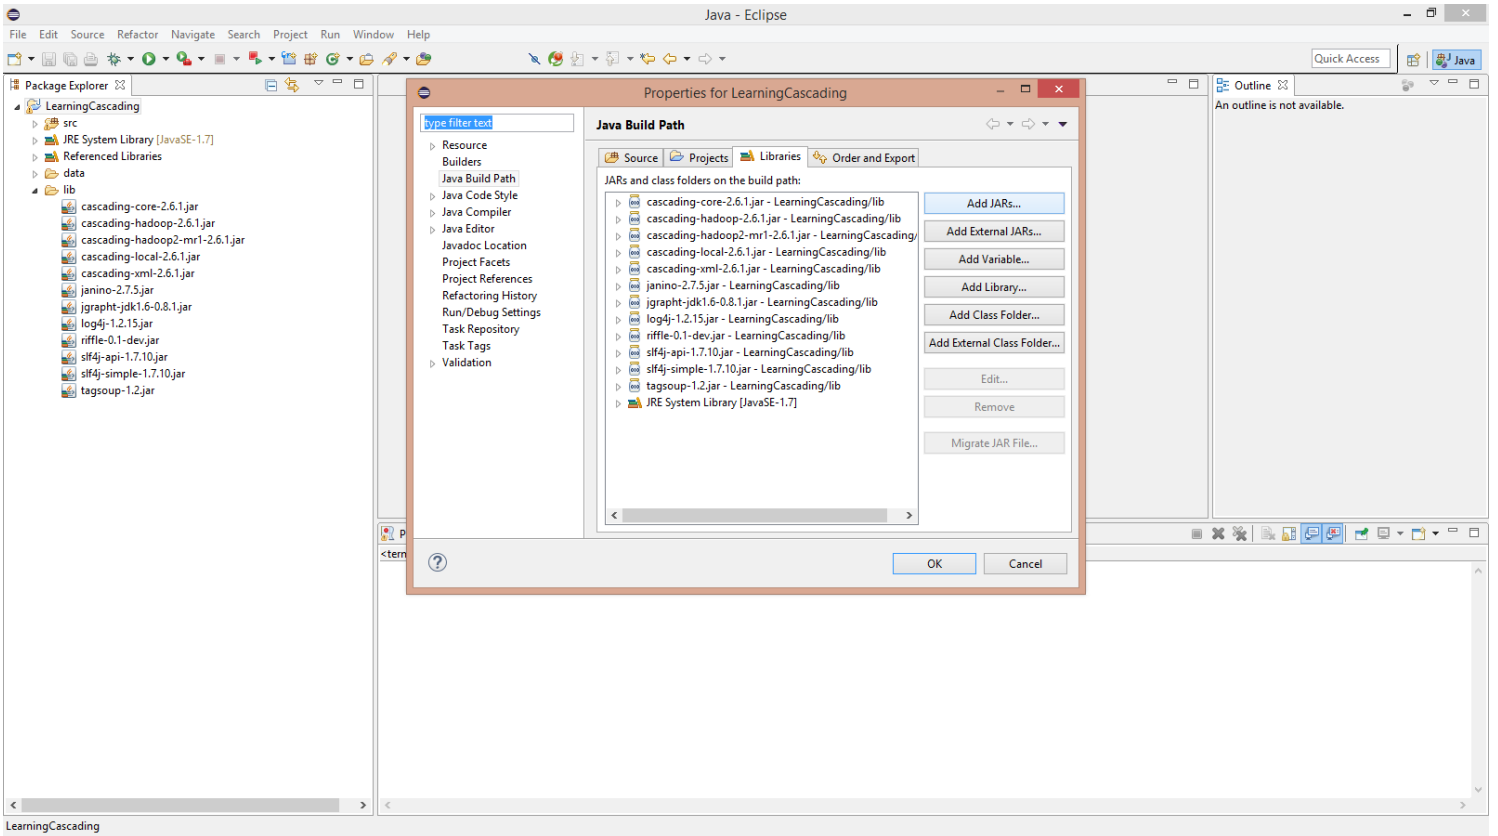 Java - Eclipse
File Edit Source Refactor Navigate Search Project Run Window Help
Quick Access
Java
Package Explorer
LearningCascading
src
JRE System Library [JavaSE-1.7]
Referenced Libraries
data
lib
cascading-core-2.6.1.jar
cascading-hadoop-2.6.1.jar
cascading-hadoop2-mr1-2.6.1.jar
cascading-local-2.6.1.jar
cascading-xml-2.6.1.jar
janino-2.7.5.jar
jgrapht-jdk1.6-0.8.1.jar
log4j-1.2.15.jar
riffle-0.1-dev.jar
slf4j-api-1.7.10.jar
slf4j-simple-1.7.10.jar
tagsoup-1.2.jar
Properties for LearningCascading
type filter text
Resource
Builders
Java Build Path
Java Code Style
Java Compiler
Java Editor
Javadoc Location
Project Facets
Project References
Refactoring History
Run/Debug Settings
Task Repository
Task Tags
Validation
Java Build Path
Source Projects Libraries Order and Export
JARs and class folders on the build path:
cascading-core-2.6.1.jar - LearningCascading/lib
cascading-hadoop-2.6.1.jar - LearningCascading/lib
cascading-hadoop2-mr1-2.6.1.jar - LearningCascading/
cascading-local-2.6.1.jar - LearningCascading/lib
cascading-xml-2.6.1.jar - LearningCascading/lib
janino-2.7.5.jar - LearningCascading/lib
jgrapht-jdk1.6-0.8.1.jar - LearningCascading/lib
log4j-1.2.15.jar - LearningCascading/lib
riffle-0.1-dev.jar - LearningCascading/lib
slf4j-api-1.7.10.jar - LearningCascading/lib
slf4j-simple-1.7.10.jar - LearningCascading/lib
tagsoup-1.2.jar - LearningCascading/lib
JRE System Library [JavaSE-1.7]
Add JARs...
Add External JARs...
Add Variable...
Add Library...
Add Class Folder...
Add External Class Folder...
Edit...
Remove
Migrate JAR File...
OK
Cancel
Outline
An outline is not available.
P
<tern
LearningCascading